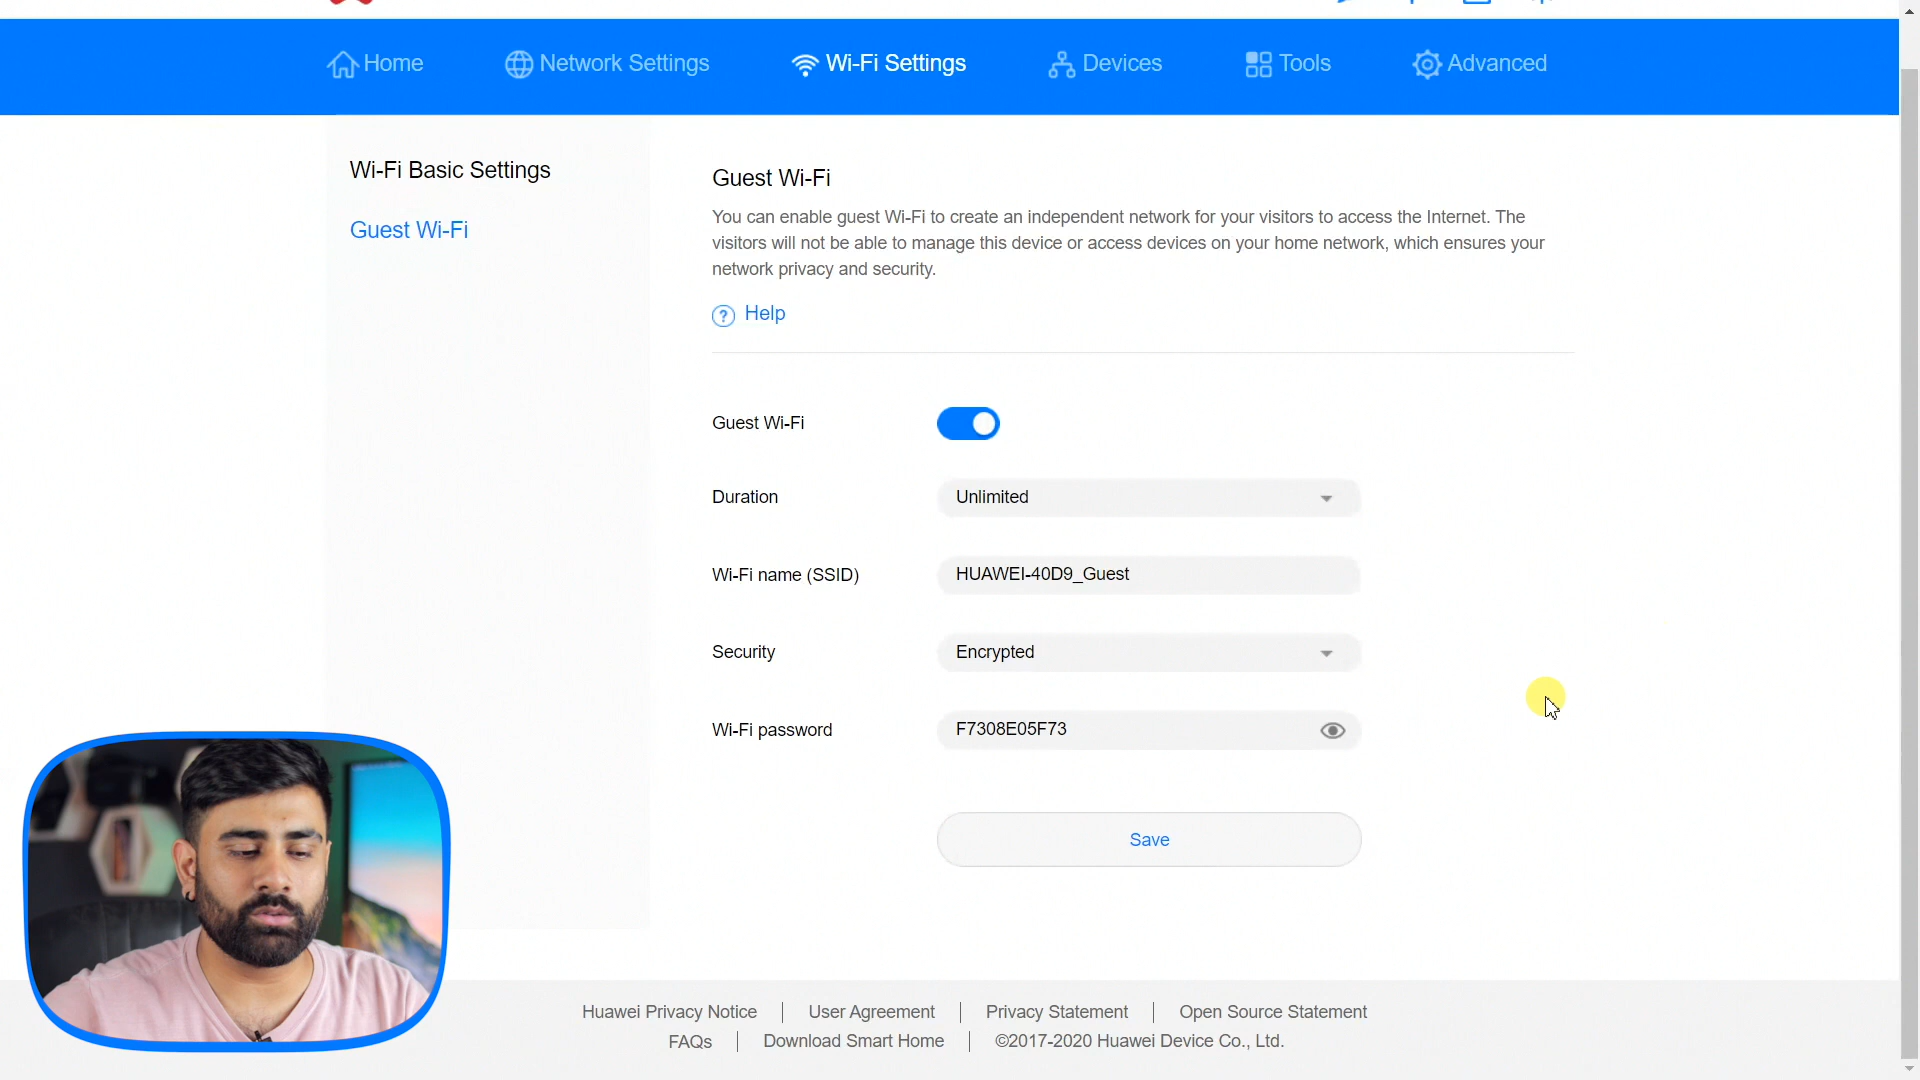 Home
Network Settings
Wi-Fi Settings
Devices
Tools
Advanced
Wi-Fi Basic Settings
Guest Wi-Fi
Guest Wi-Fi
You can enable guest Wi-Fi to create an independent network for your visitors to access the Internet. The
visitors will not be able to manage this device or access devices on your home network, which ensures your
network privacy and security.
? Help
Guest Wi-Fi
Duration
Unlimited
Wi-Fi name (SSID)
HUAWEI-40D9_Guest
Security
Encrypted
Wi-Fi password
F7308E05F73
Save
Huawei Privacy Notice
User Agreement
Privacy Statement
Open Source Statement
FAQs
Download Smart Home
©2017-2020 Huawei Device Co., Ltd.